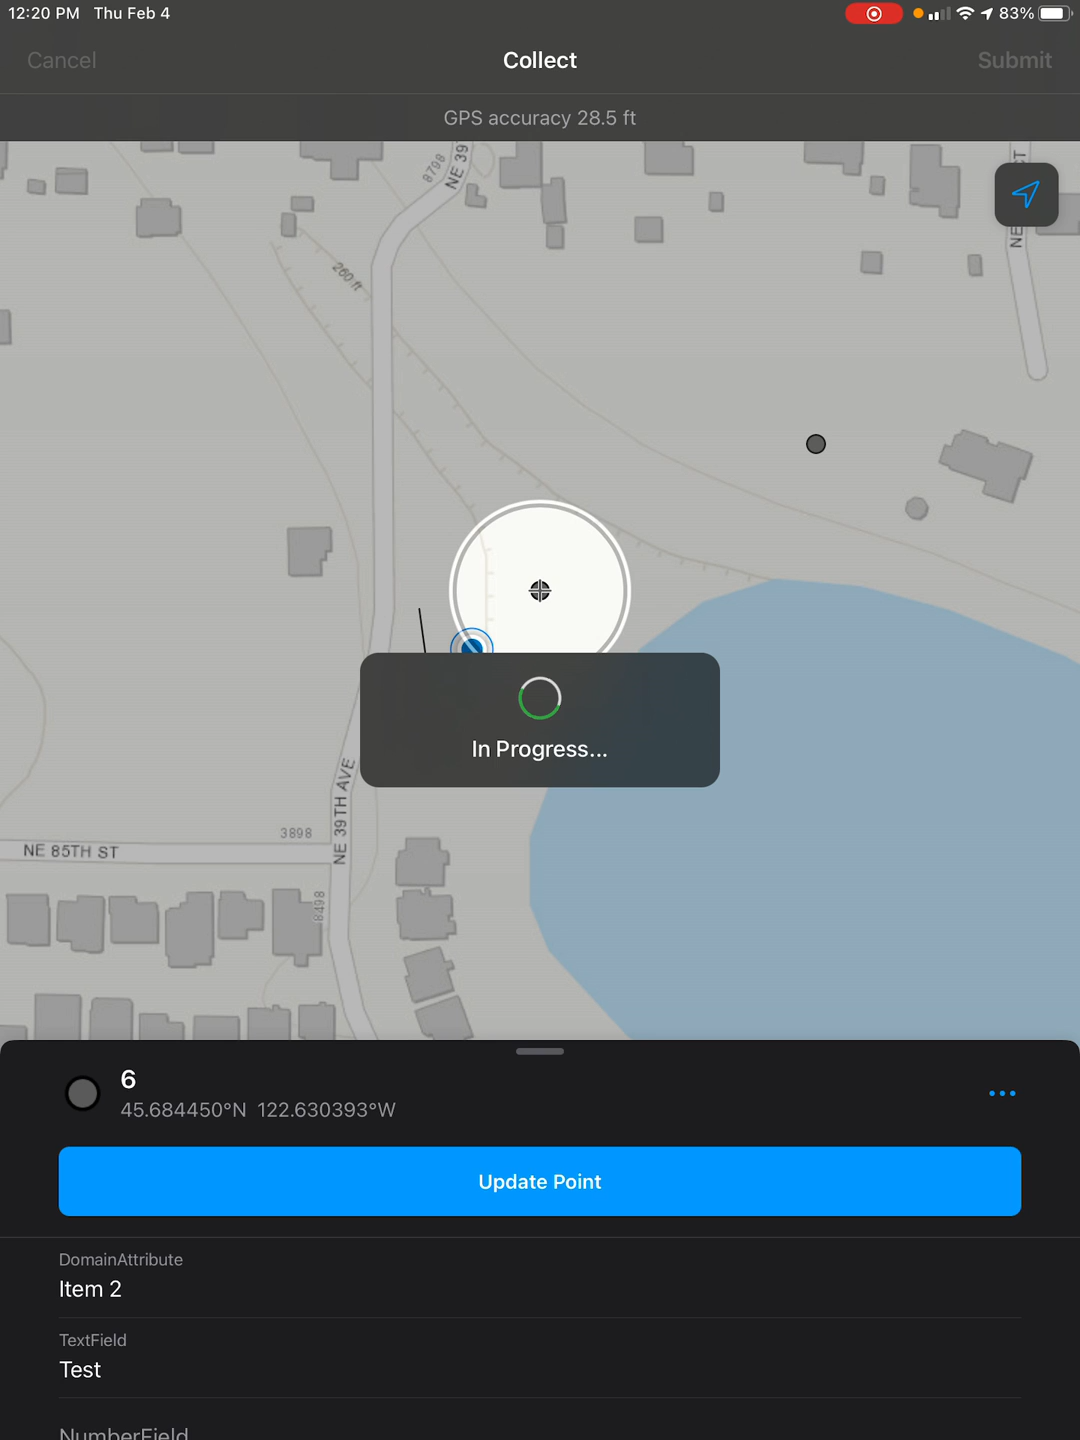 12:20 PM Thu Feb 4
83%
Cancel
Collect
Submit
GPS accuracy 28.5 ft
8798
NE 39
CT
NE
260 ft
In Progress...
NE 39TH AVE
3898
NE 85TH ST
8498
6
45.684450°N 122.630393°W
Update Point
DomainAttribute
Item 2
TextField
Test
NumberField